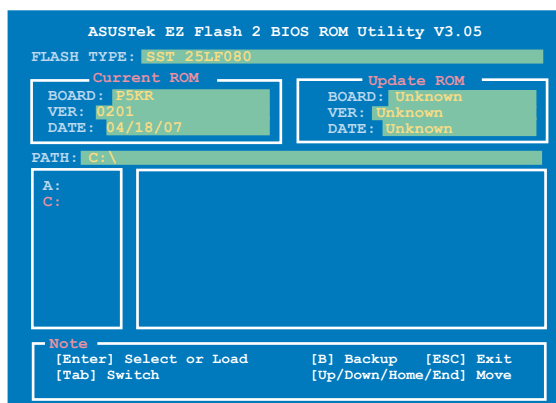 ASUSTek EZ Flash 2 BIOS ROM Utility V3.05
FLASH TYPE: SST 25LF080
Current ROM
BOARD: P5KR
VER: 0201
DATE: 04/18/07
Update ROM
BOARD: Unknown
VER: Unknown
DATE: Unknown
PATH: C:\
A:
C:
Note
[Enter] Select or Load [B] Backup [ESC] Exit
[Tab] Switch [Up/Down/Home/End] Move